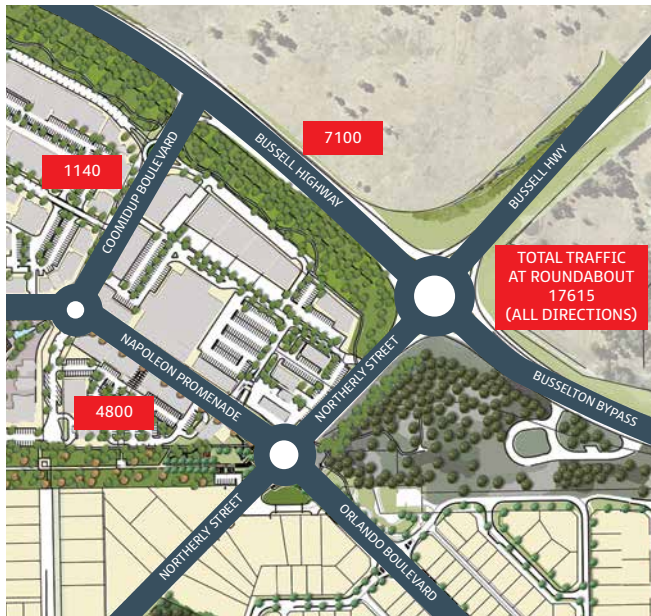 7100
BUSSELL HIGHWAY
BUSSELL HWY
1140
COOMIDUP BOULEVARD
TOTAL TRAFFIC
AT ROUNDABOUT
17615
(ALL DIRECTIONS)
NAPOLEON PROMENADE
NORTHERLY STREET
BUSSELTON BYPASS
4800
NORTHERLY STREET
ORLANDO BOULEVARD